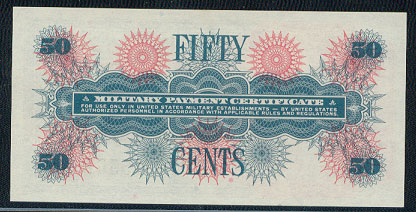 50 FIFTY 50
MILITARY PAYMENT CERTIFICATE
FOR USE ONLY IN UNITED STATES MILITARY ESTABLISHMENTS — BY UNITED STATES
AUTHORIZED PERSONNEL IN ACCORDANCE WITH APPLICABLE RULES AND REGULATIONS.
50 CENTS 50